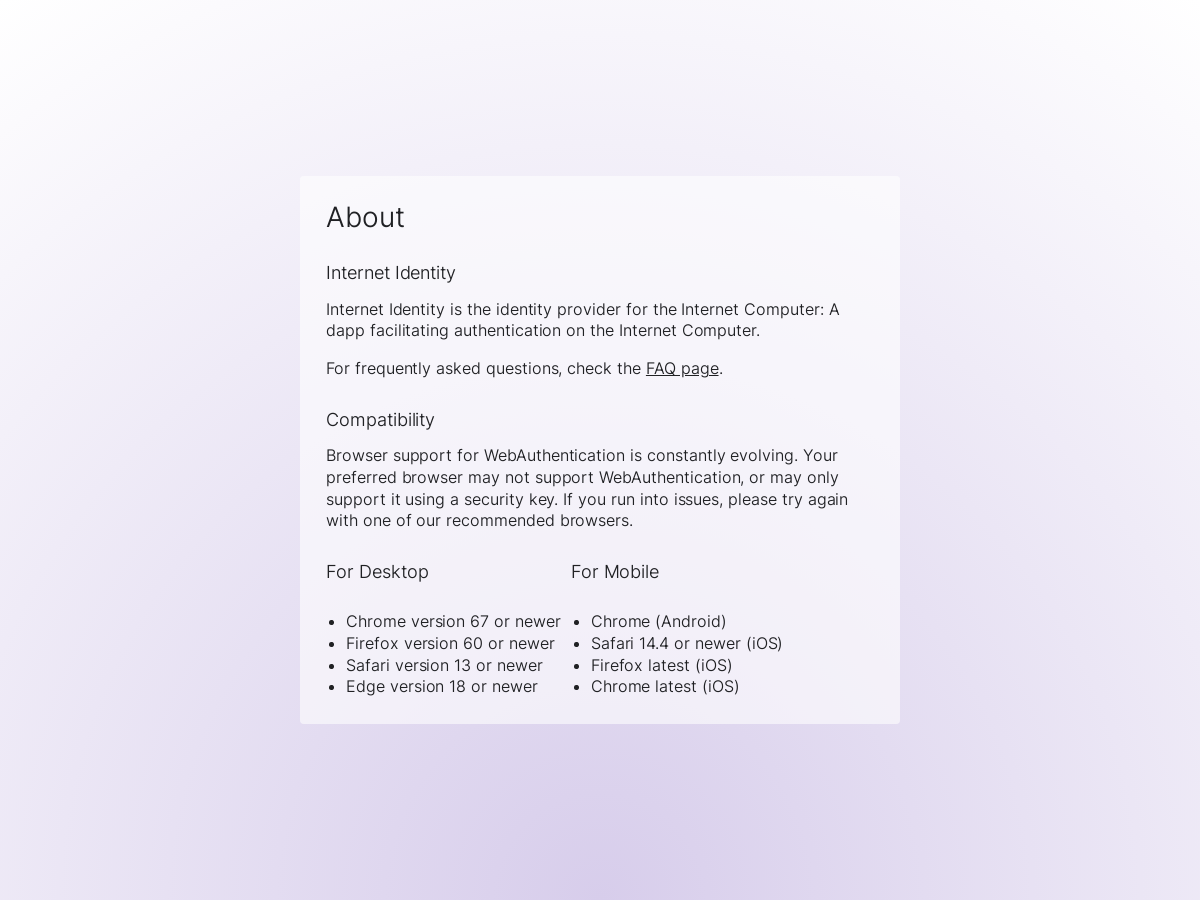 About
Internet Identity
Internet Identity is the identity provider for the Internet Computer: A
dapp facilitating authentication on the Internet Computer.
For frequently asked questions, check the FAQ page.
Compatibility
Browser support for WebAuthentication is constantly evolving. Your
preferred browser may not support WebAuthentication, or may only
support it using a security key. If you run into issues, please try again
with one of our recommended browsers.
For Desktop
• Chrome version 67 or newer
• Firefox version 60 or newer
• Safari version 13 or newer
• Edge version 18 or newer
For Mobile
• Chrome (Android)
• Safari 14.4 or newer (iOS)
• Firefox latest (iOS)
• Chrome latest (iOS)